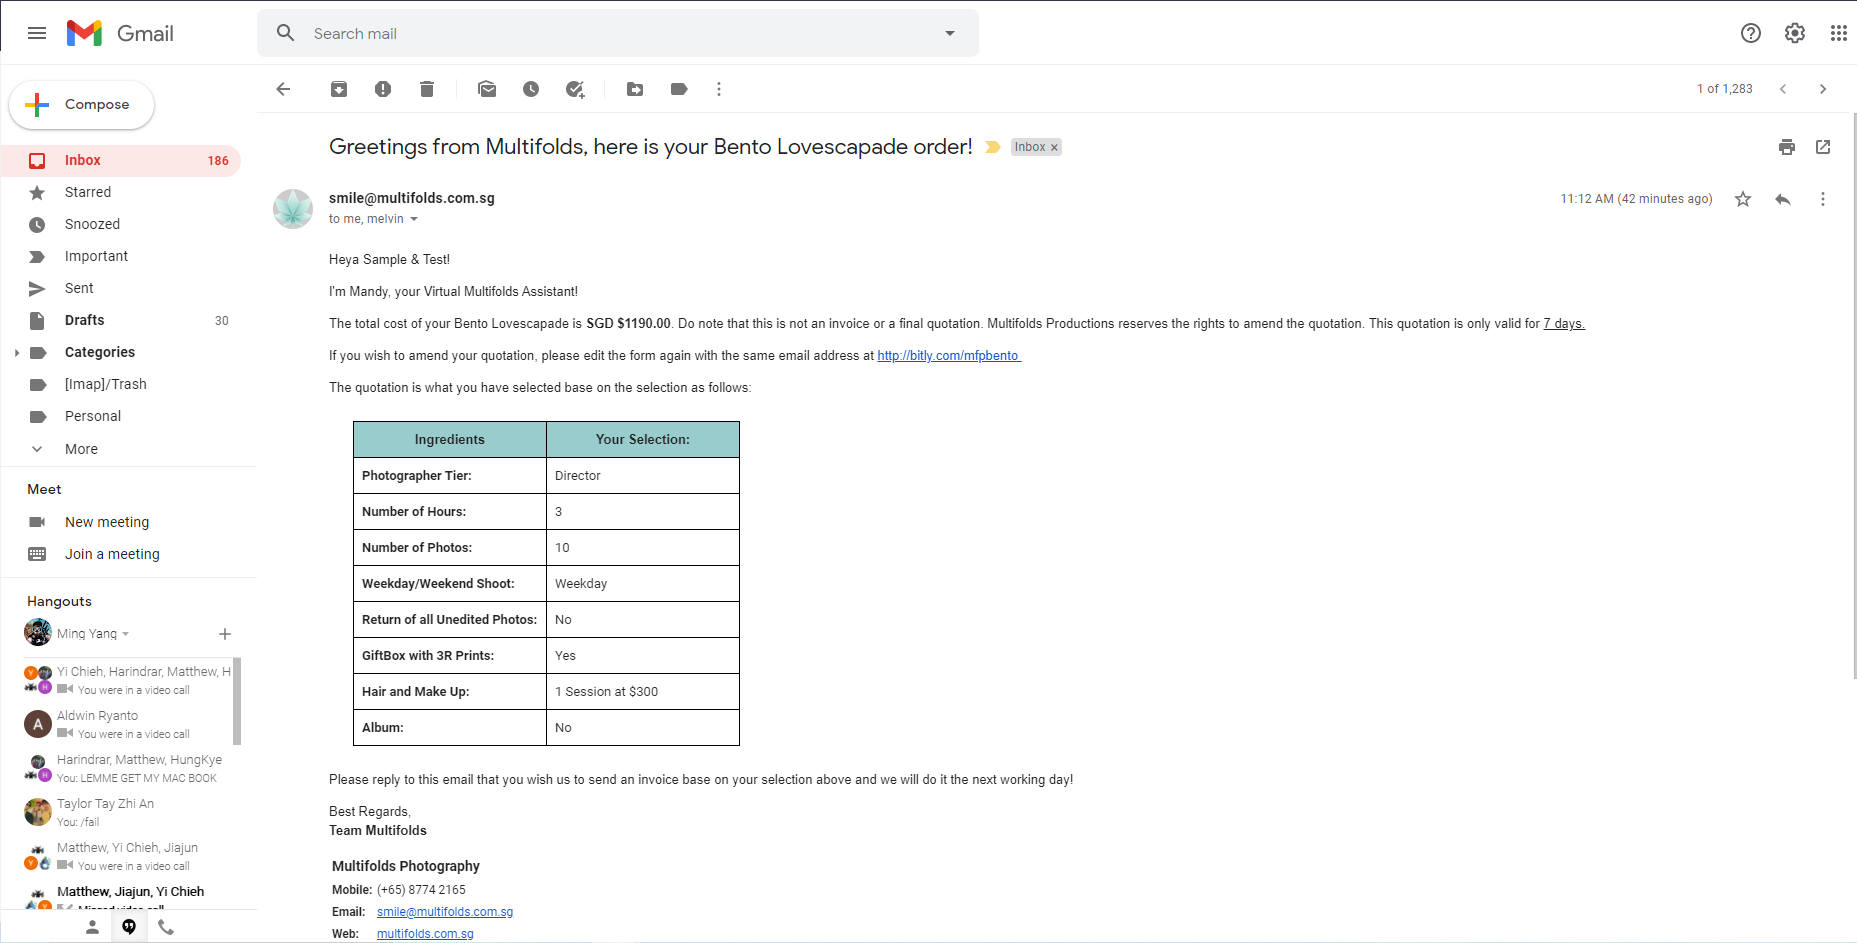 Gmail
Search mail
Compose
1 of 1,283
Inbox 186
Starred
Snoozed
Important
Sent
Drafts 30
Categories
[Imap]/Trash
Personal
More
Meet
New meeting
Join a meeting
Hangouts
Ming Yang
Yi Chieh, Harindrar, Matthew, H
You were in a video call
A
Aldwin Ryanto
You were in a video call
Harindrar, Matthew, HungKye
You: LEMME GET MY MAC BOOK
Taylor Tay Zhi An
You: /fail
Matthew, Yi Chieh, Jiajun
You were in a video call
Matthew, Jiajun, Yi Chieh
Missed video call
Greetings from Multifolds, here is your Bento Lovescapade order! Inbox x
smile@multifolds.com.sg 11:12 AM (42 minutes ago)
to me, melvin
Heya Sample & Test!
I'm Mandy, your Virtual Multifolds Assistant!
The total cost of your Bento Lovescapade is SGD $1190.00. Do note that this is not an invoice or a final quotation. Multifolds Productions reserves the rights to amend the quotation. This quotation is only valid for 7 days.
If you wish to amend your quotation, please edit the form again with the same email address at http://bitly.com/mfpbento
The quotation is what you have selected base on the selection as follows:
Ingredients Your Selection:
Photographer Tier: Director
Number of Hours: 3
Number of Photos: 10
Weekday/Weekend Shoot: Weekday
Return of all Unedited Photos: No
GiftBox with 3R Prints: Yes
Hair and Make Up: 1 Session at $300
Album: No
Please reply to this email that you wish us to send an invoice base on your selection above and we will do it the next working day!
Best Regards,
Team Multifolds
Multifolds Photography
Mobile: (+65) 8774 2165
Email: smile@multifolds.com.sg
Web: multifolds.com.sg